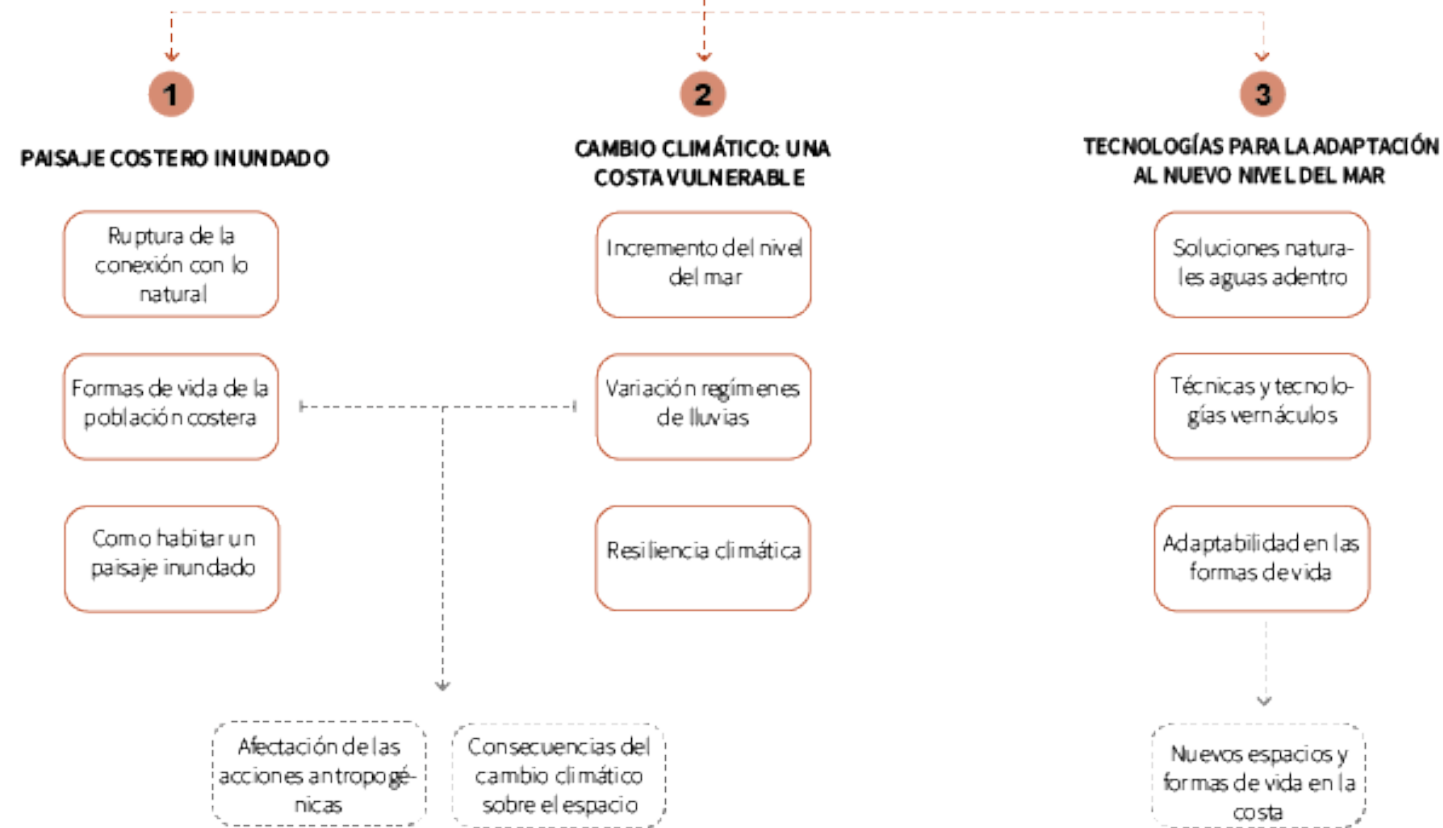 1
PAISAJE COSTERO INUNDADO
Ruptura de la
conexión con lo
natural
Formas de vida de la
población costera
Como habitar un
paisaje inundado
2
CAMBIO CLIMÁTICO: UNA
COSTA VULNERABLE
Incremento del nivel
del mar
Variación regímenes
de lluvias
Resiliencia climática
3
TECNOLOGÍAS PARA LA ADAPTACIÓN
AL NUEVO NIVEL DEL MAR
Soluciones natura-
les aguas adentro
Técnicas y tecnolo-
gías vernáculos
Adaptabilidad en las
formas de vida
Afectación de las
acciones antropogé-
nicas
Consecuencias del
cambio climático
sobre el espacio
Nuevos espacios y
formas de vida en la
costa